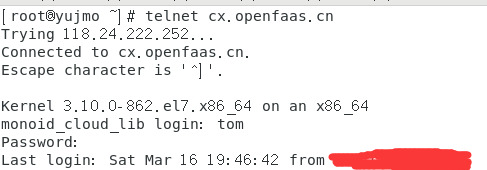 [root@yujmo ~]# telnet cx.openfaas.cn
Trying 118.24.222.252...
Connected to cx.openfaas.cn.
Escape character is '^]'.
Kernel 3.10.0-862.el7.x86_64 on an x86_64
monoid_cloud_lib login: tom
Password:
Last login: Sat Mar 16 19:46:42 from